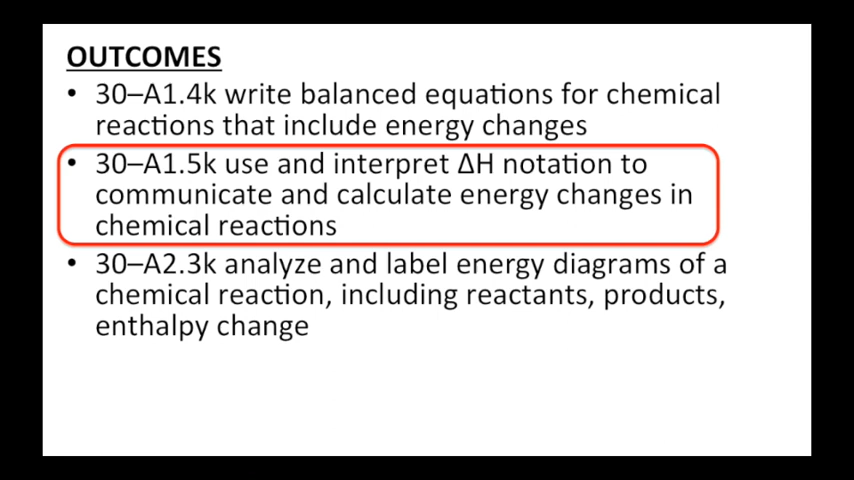 OUTCOMES
• 30–A1.4k write balanced equations for chemical
reactions that include energy changes
• 30–A1.5k use and interpret ΔH notation to
communicate and calculate energy changes in
chemical reactions
• 30–A2.3k analyze and label energy diagrams of a
chemical reaction, including reactants, products,
enthalpy change